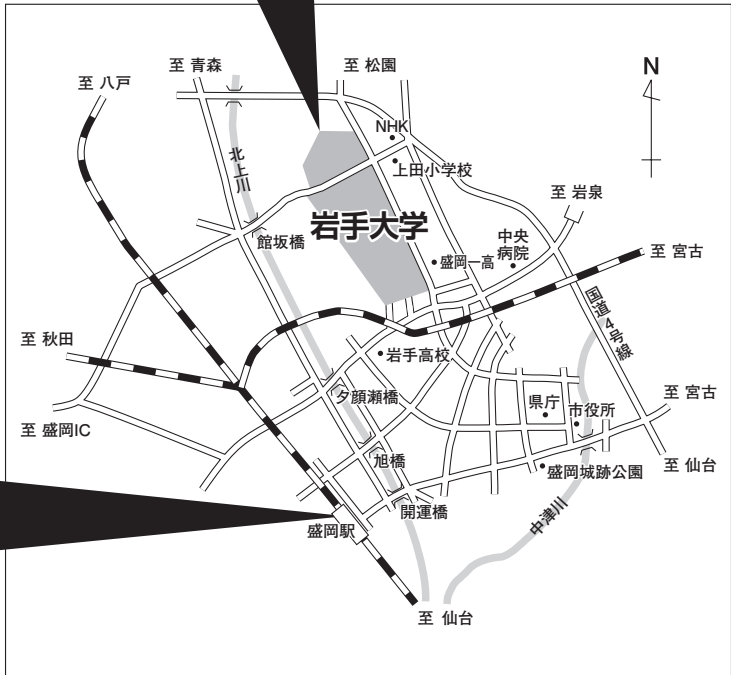 至 青森
至 松園
至 八戸
N
NHK
上田小学校
北上川
至 岩泉
岩手大学
館坂橋
中央
病院
盛岡一高
至 宮古
国道4号線
至 秋田
岩手高校
夕顔瀬橋
県庁
市役所
至 宮古
至 盛岡IC
旭橋
至 仙台
盛岡城跡公園
開運橋
盛岡駅
中津川
至 仙台